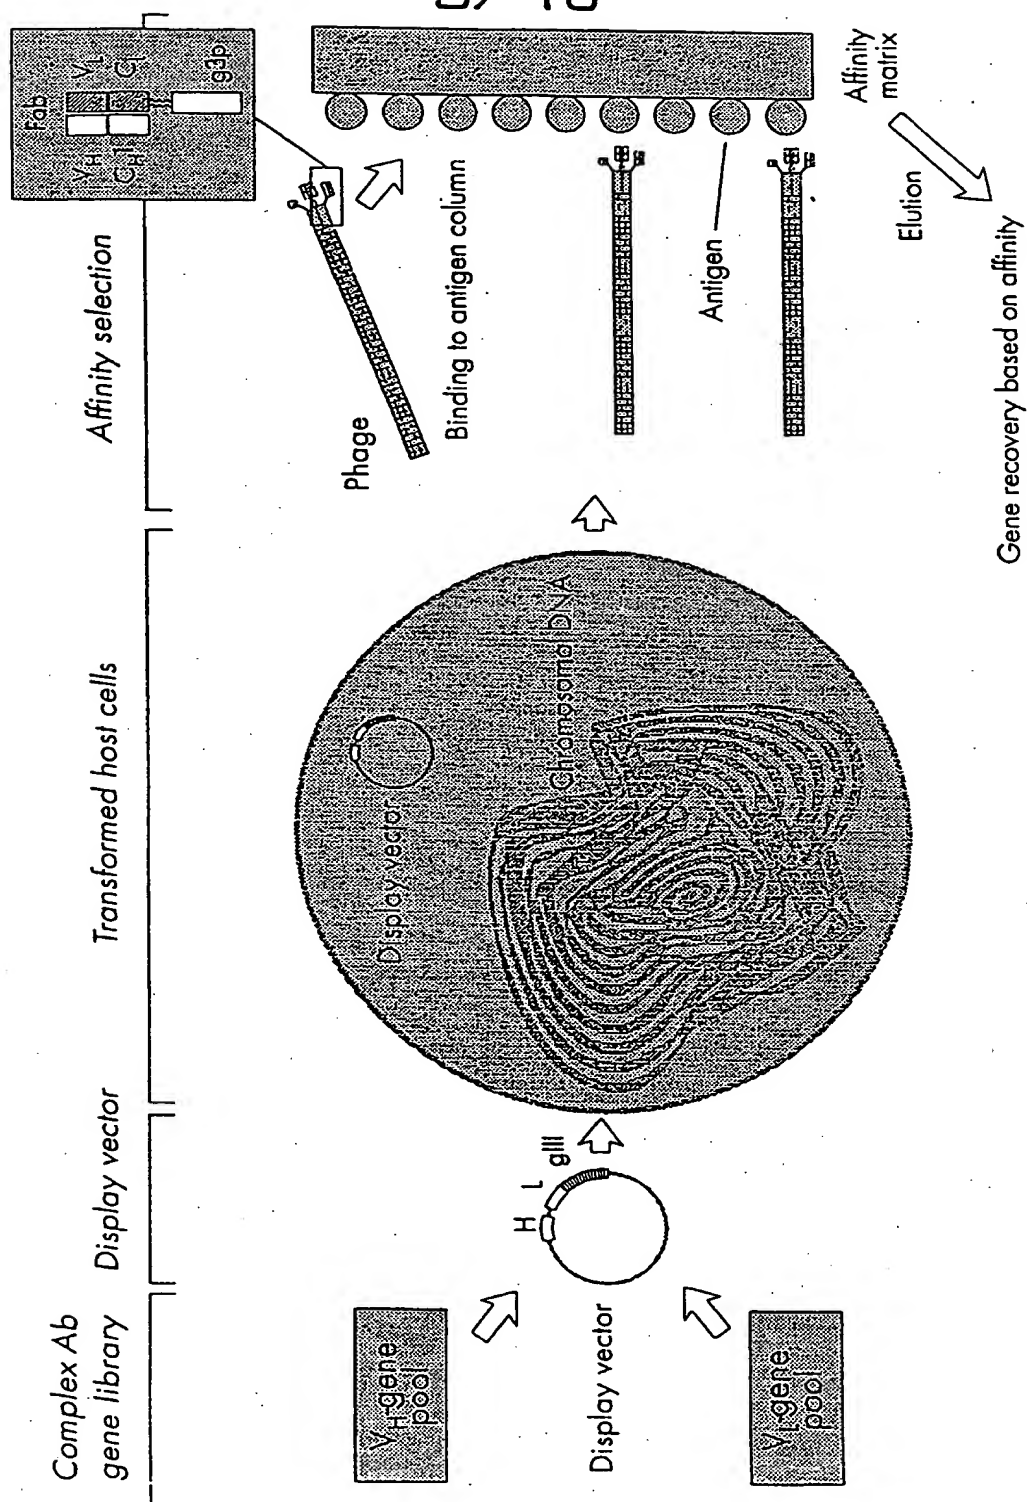 Complex Ab
gene library
Display vector
Transformed host cells
Affinity selection
VH-gene
pool
VL-gene
pool
Display vector
H
L
gIII
Display vector
Chromosomal DNA
Phage
Binding to antigen column
Antigen
Fab
VH
VL
CH1
g3p
Affinity
matrix
Elution
Gene recovery based on affinity